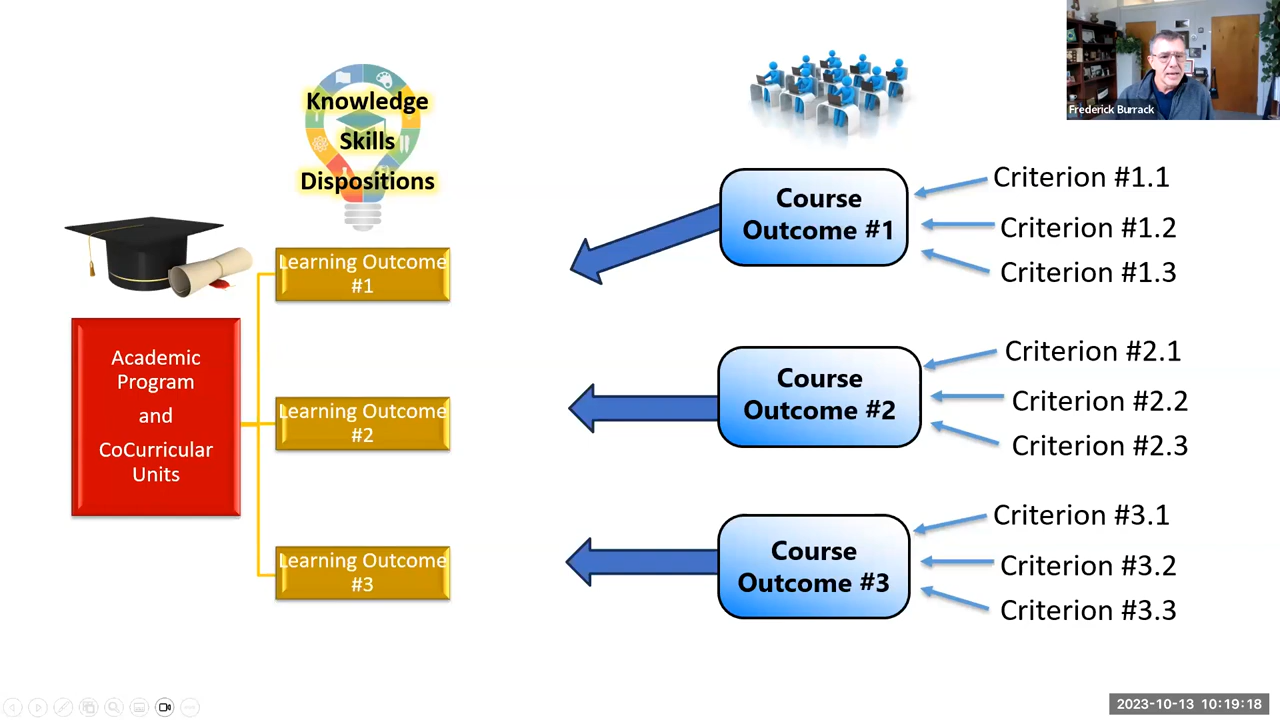 Frederick Burrack
Knowledge
Skills
Dispositions
Academic
Program
and
CoCurricular
Units
Learning Outcome
#1
Learning Outcome
#2
Learning Outcome
#3
Course
Outcome #1
Criterion #1.1
Criterion #1.2
Criterion #1.3
Course
Outcome #2
Criterion #2.1
Criterion #2.2
Criterion #2.3
Course
Outcome #3
Criterion #3.1
Criterion #3.2
Criterion #3.3
2023-10-13 10:19:18